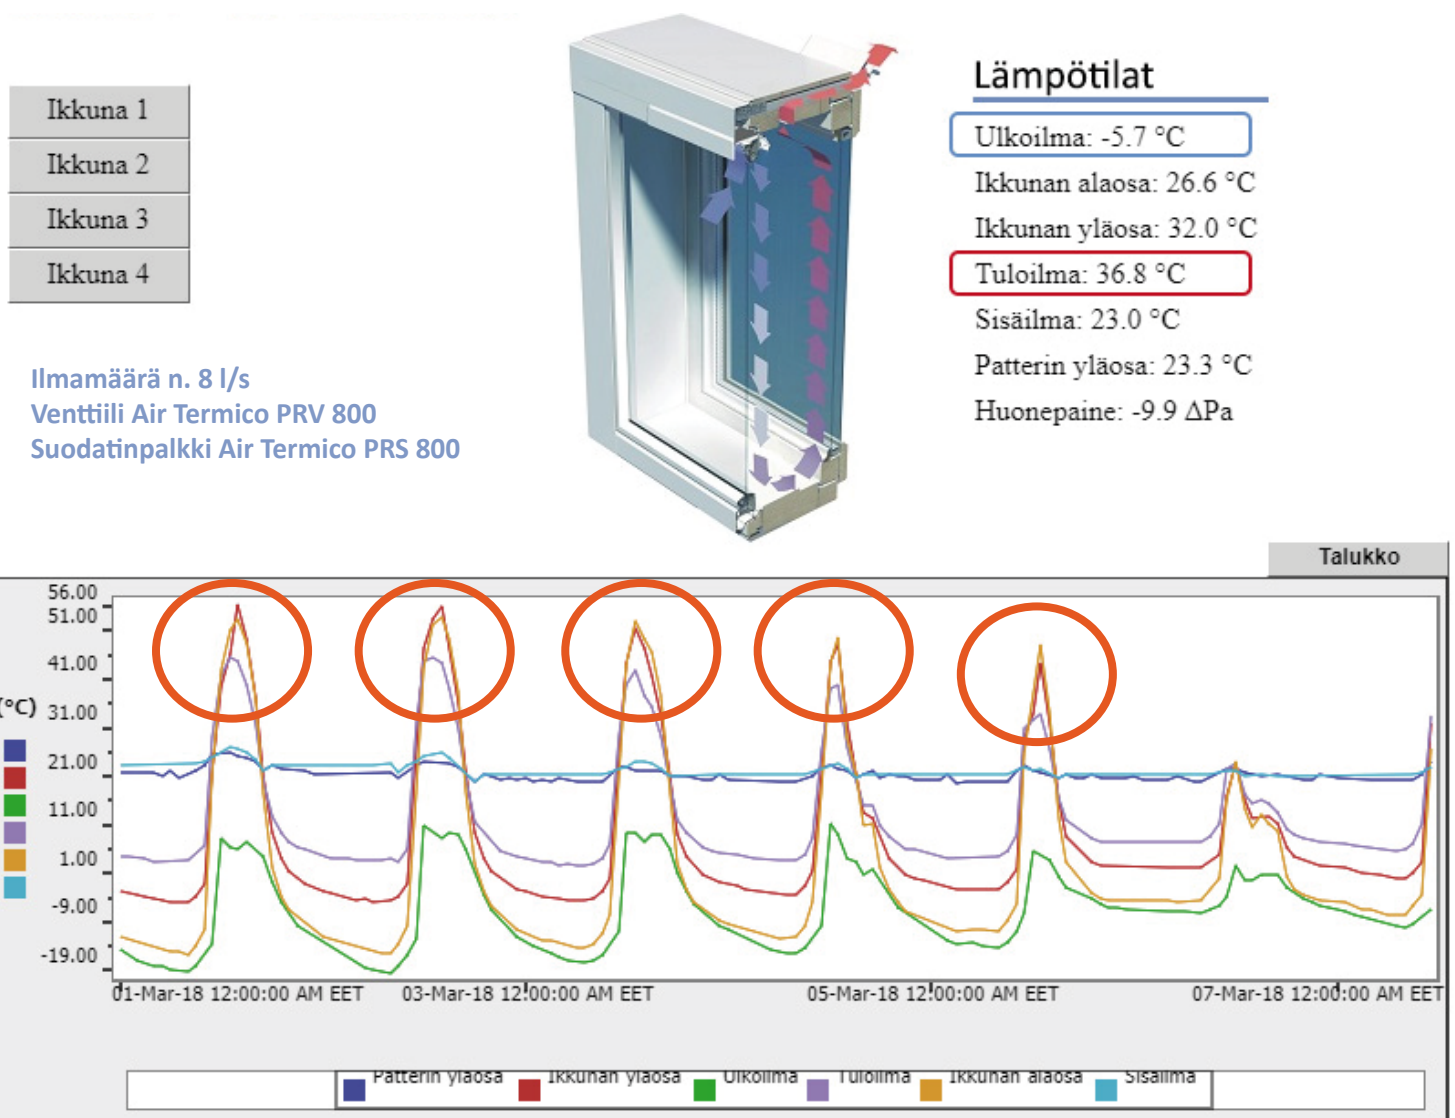 Ikkuna 1
Ikkuna 2
Ikkuna 3
Ikkuna 4
Ilmamäärä n. 8 l/s
Venttiili Air Termico PRV 800
Suodatinpalkki Air Termico PRS 800
Lämpötilat
Ulkoilma: -5.7 °C
Ikkunan alaosa: 26.6 °C
Ikkunan yläosa: 32.0 °C
Tuloilma: 36.8 °C
Sisäilma: 23.0 °C
Patterin yläosa: 23.3 °C
Huonepaine: -9.9 ΔPa
Talukko
56.00
51.00
41.00
(°C) 31.00
21.00
11.00
1.00
-9.00
-19.00
01-Mar-18 12:00:00 AM EET 03-Mar-18 12:00:00 AM EET 05-Mar-18 12:00:00 AM EET 07-Mar-18 12:00:00 AM EET
Patterin yläosa Ikkunan yläosa Ulkoilma Tuloilma Ikkunan alaosa Sisäilma